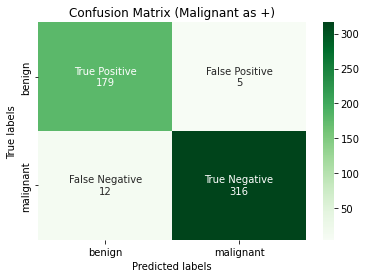 Confusion Matrix (Malignant as +)
True labels
benign
malignant
True Positive
179
False Positive
5
False Negative
12
True Negative
316
benign
malignant
Predicted labels
300
250
200
150
100
50